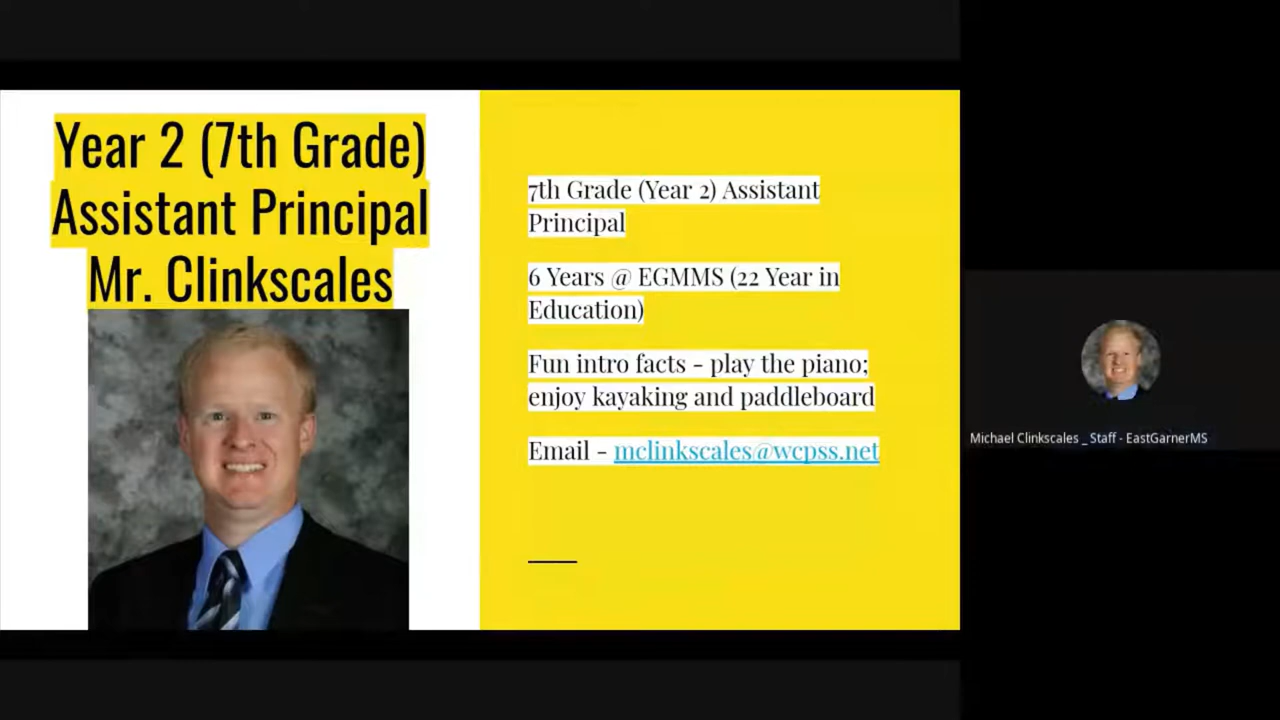 Year 2 (7th Grade)
Assistant Principal
Mr. Clinkscales
7th Grade (Year 2) Assistant
Principal
6 Years @ EGMMS (22 Year in
Education)
Fun intro facts - play the piano;
enjoy kayaking and paddleboard
Email - mclinkscales@wcpss.net
Michael Clinkscales _ Staff - EastGarnerMS